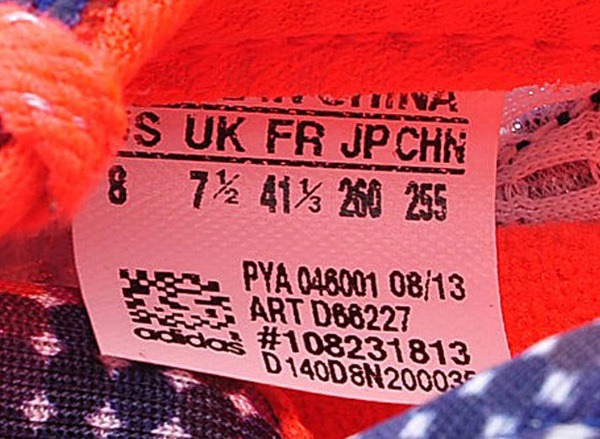 IN CHINA
S UK FR JP CHN
8 7½ 41⅓ 260 255
PYA 046001 08/13
ART D66227
adidas #108231813
D140D8N200035